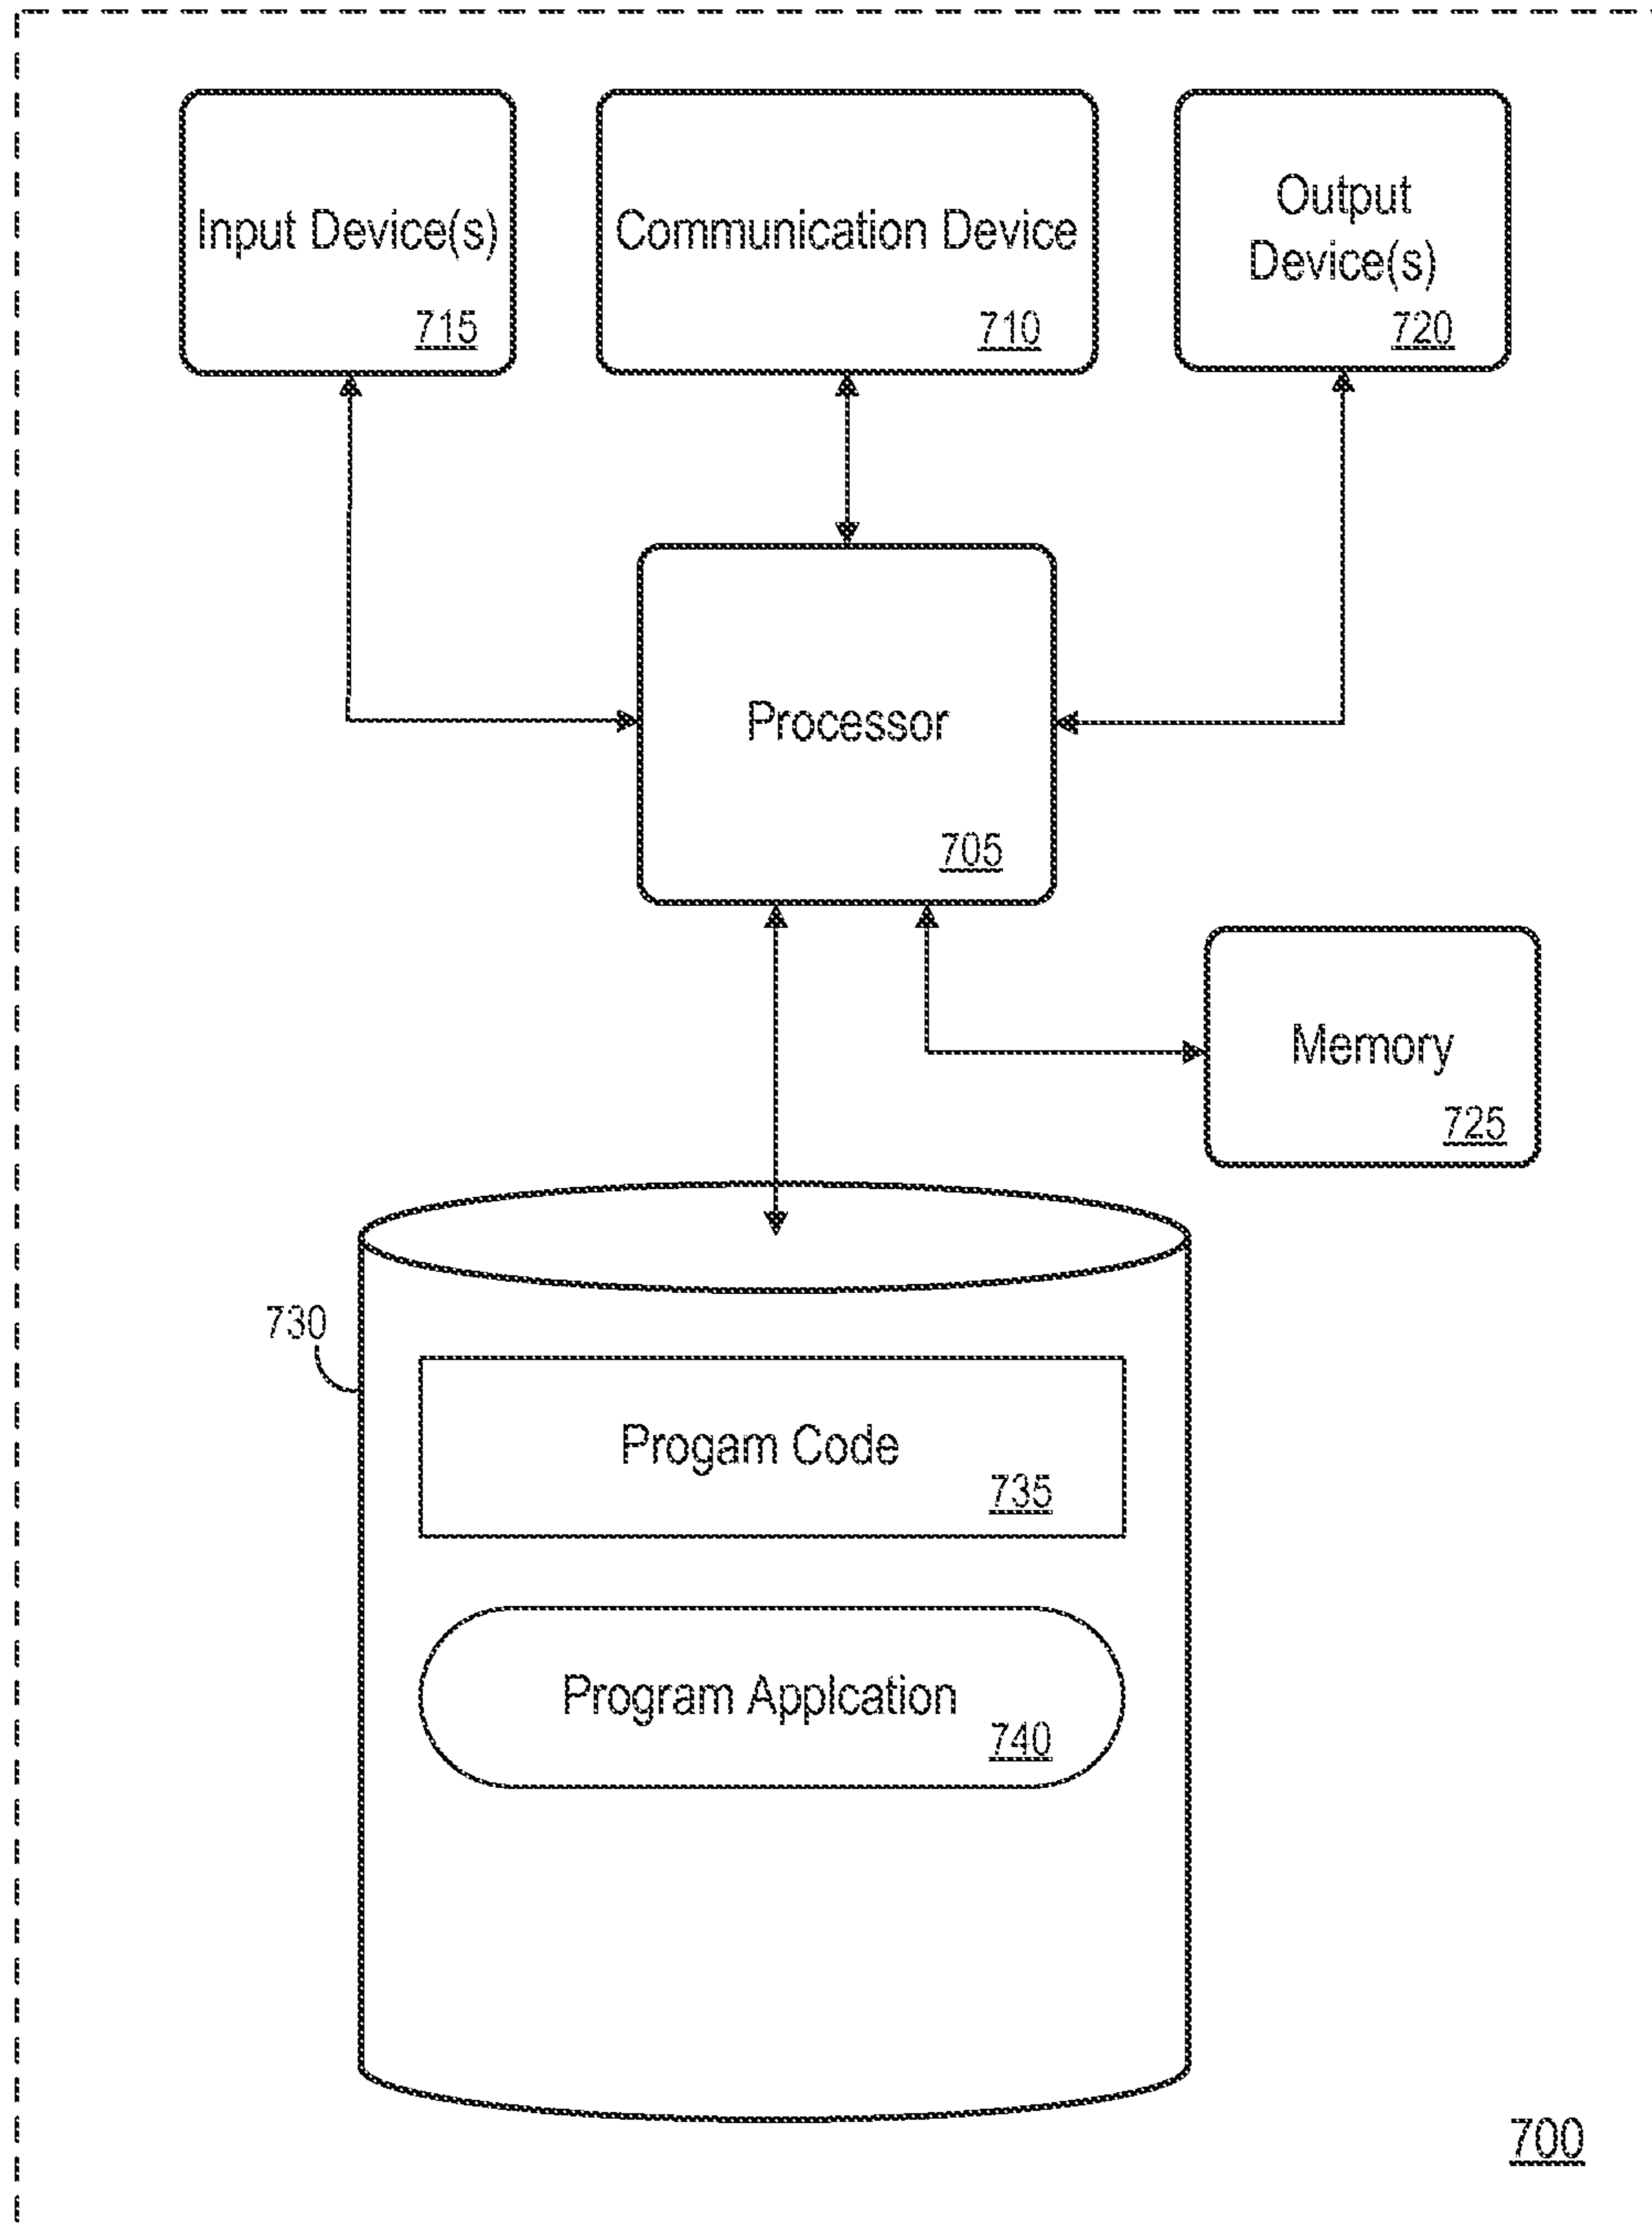 Input Device(s)
715
Communication Device
710
Output
Device(s)
720
Processor
705
Memory
725
730
Progam Code
735
Program Applcation
740
700